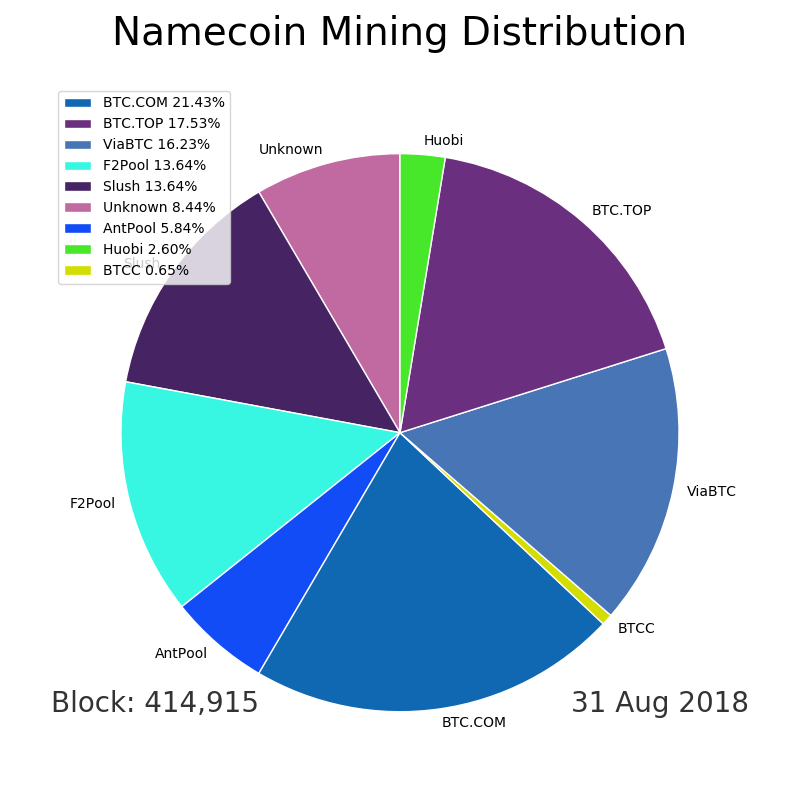 Namecoin Mining Distribution
BTC.COM 21.43%
BTC.TOP 17.53%
ViaBTC 16.23%
F2Pool 13.64%
Slush 13.64%
Unknown 8.44%
AntPool 5.84%
Huobi 2.60%
BTCC 0.65%
Huobi
Unknown
BTC.TOP
Slush
ViaBTC
F2Pool
BTCC
AntPool
BTC.COM
Block: 414,915
31 Aug 2018